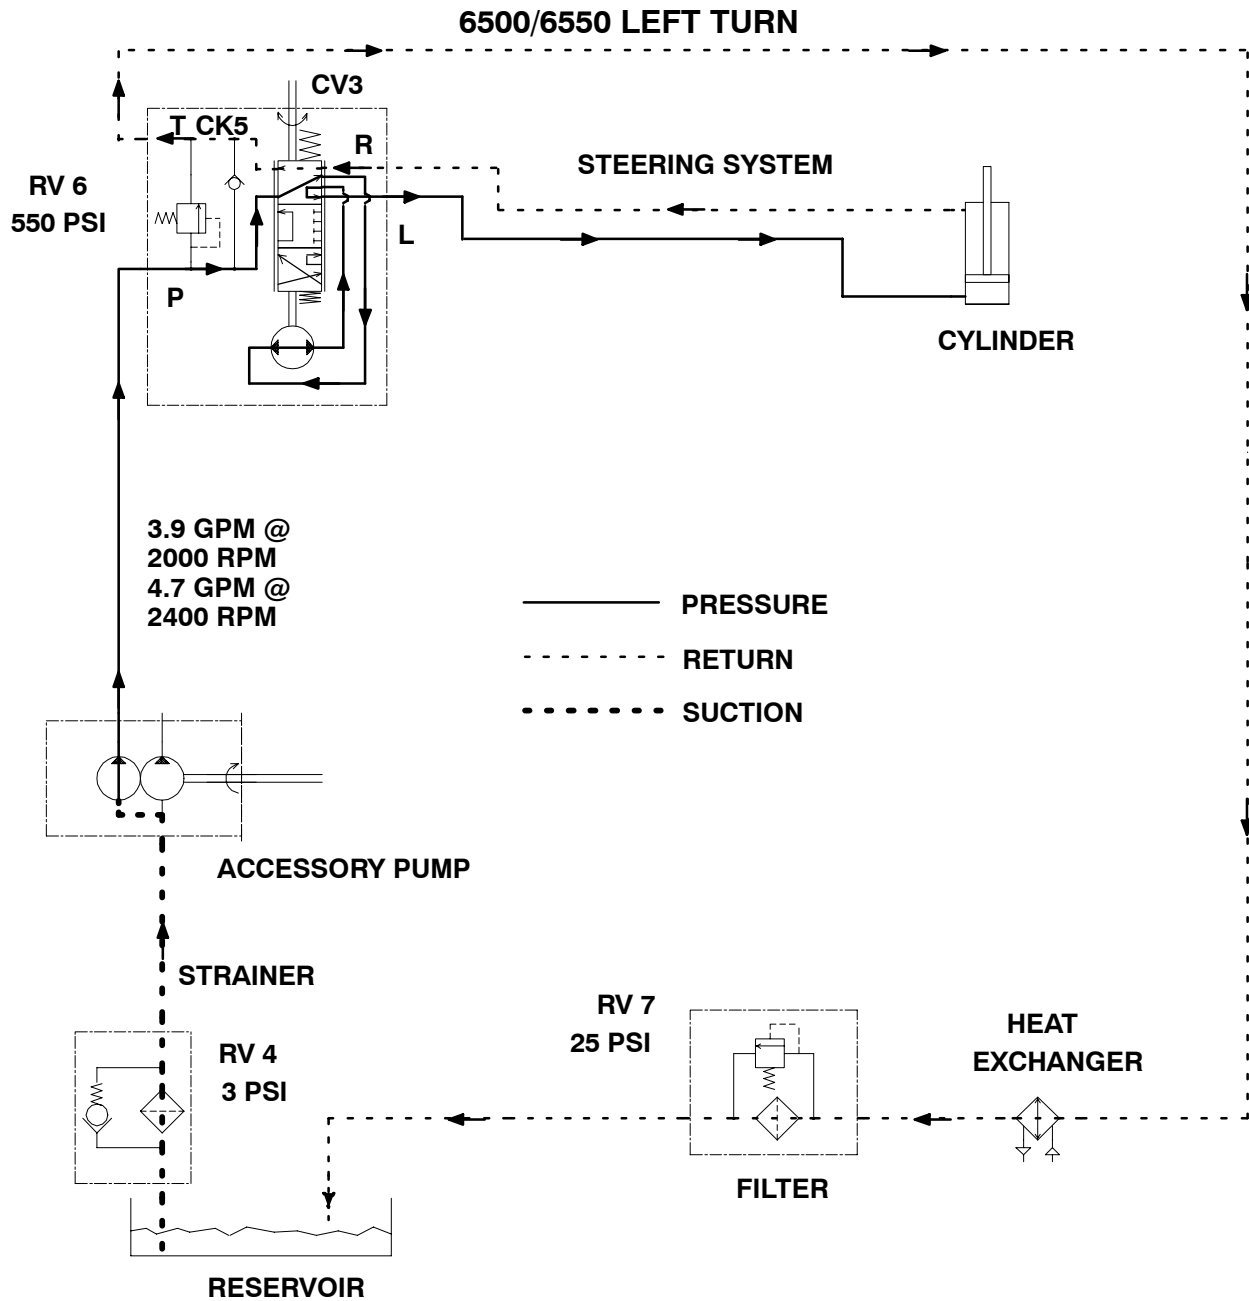 6500/6550 LEFT TURN
CV3
T CK5
R
STEERING SYSTEM
RV 6
550 PSI
L
P
CYLINDER
3.9 GPM @
2000 RPM
4.7 GPM @
2400 RPM
PRESSURE
RETURN
SUCTION
ACCESSORY PUMP
STRAINER
RV 4
3 PSI
RV 7
25 PSI
HEAT
EXCHANGER
FILTER
RESERVOIR